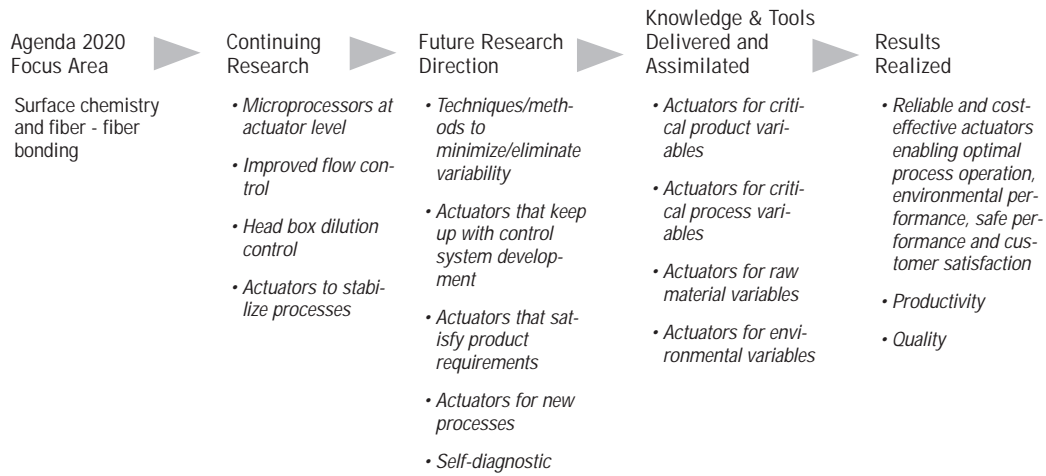 Agenda 2020
Focus Area
Surface chemistry
and fiber - fiber
bonding
Continuing
Research
• Microprocessors at
actuator level
• Improved flow con-
trol
• Head box dilution
control
• Actuators to stabi-
lize processes
Future Research
Direction
• Techniques/meth-
ods to
minimize/eliminate
variability
• Actuators that keep
up with control
system develop-
ment
• Actuators that sat-
isfy product
requirements
• Actuators for new
processes
• Self-diagnostic
Knowledge & Tools
Delivered and
Assimilated
• Actuators for criti-
cal product vari-
ables
• Actuators for crit-
ical process vari-
ables
• Actuators for raw
material variables
• Actuators for envi-
ronmental variables
Results
Realized
• Reliable and cost-
effective actuators
enabling optimal
process operation,
environmental per-
formance, safe per-
formance and cus-
tomer satisfaction
• Productivity
• Quality